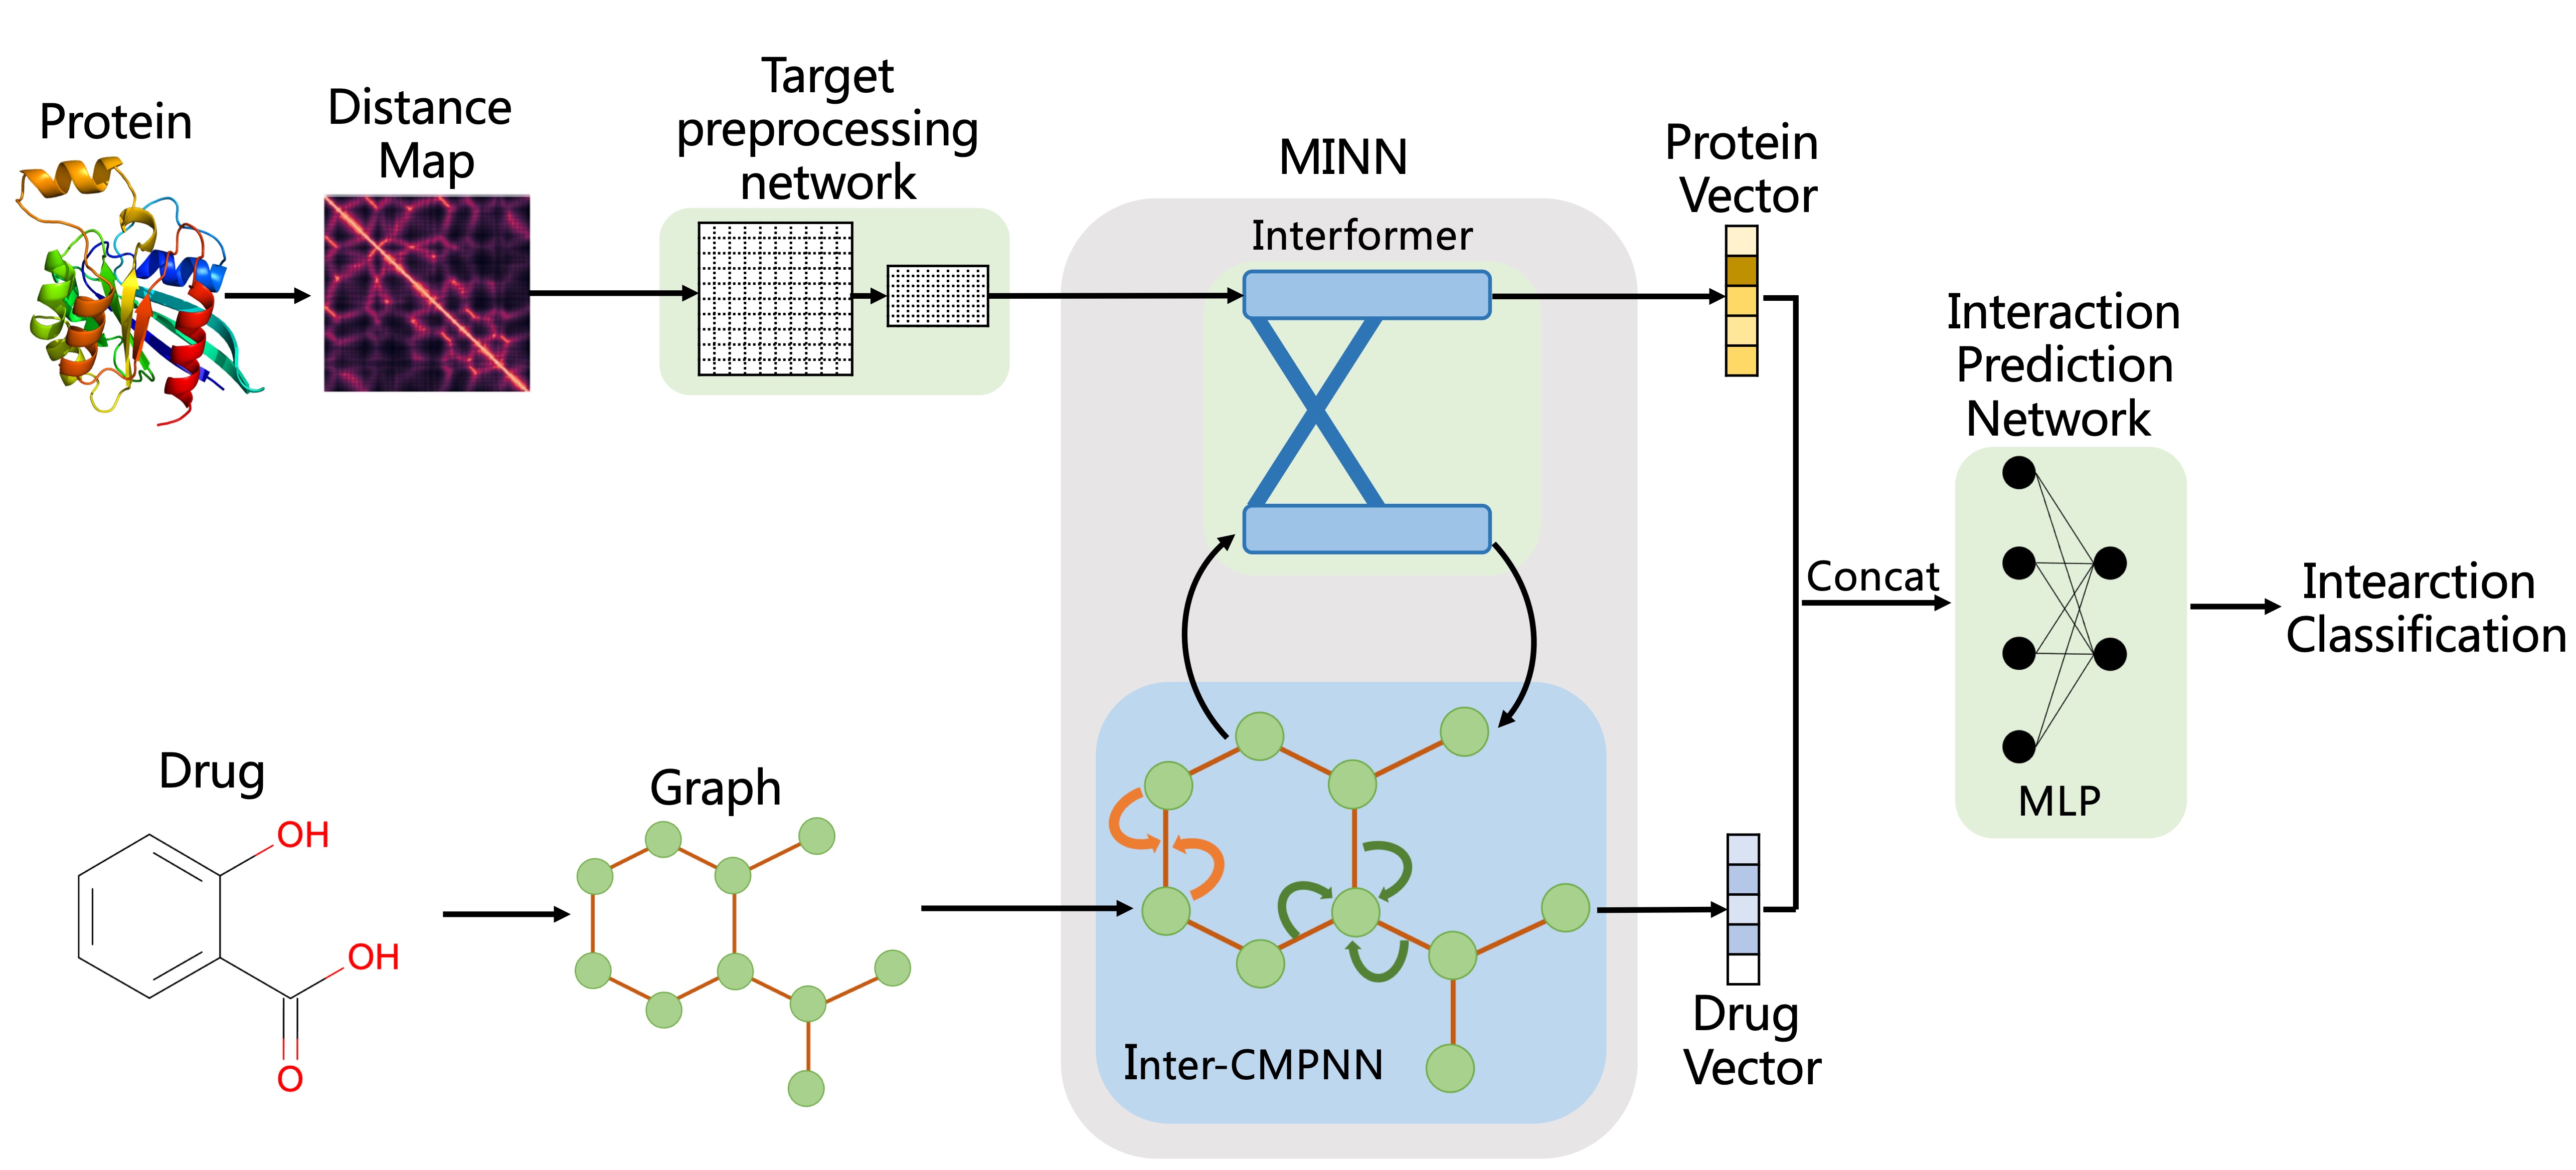 Protein
Distance
Map
Target
preprocessing
network
MINN
Interformer
Protein
Vector
Interaction
Prediction
Network
Concat
MLP
Intearction
Classification
Drug
OH
OH
O
Graph
Inter-CMPNN
Drug
Vector